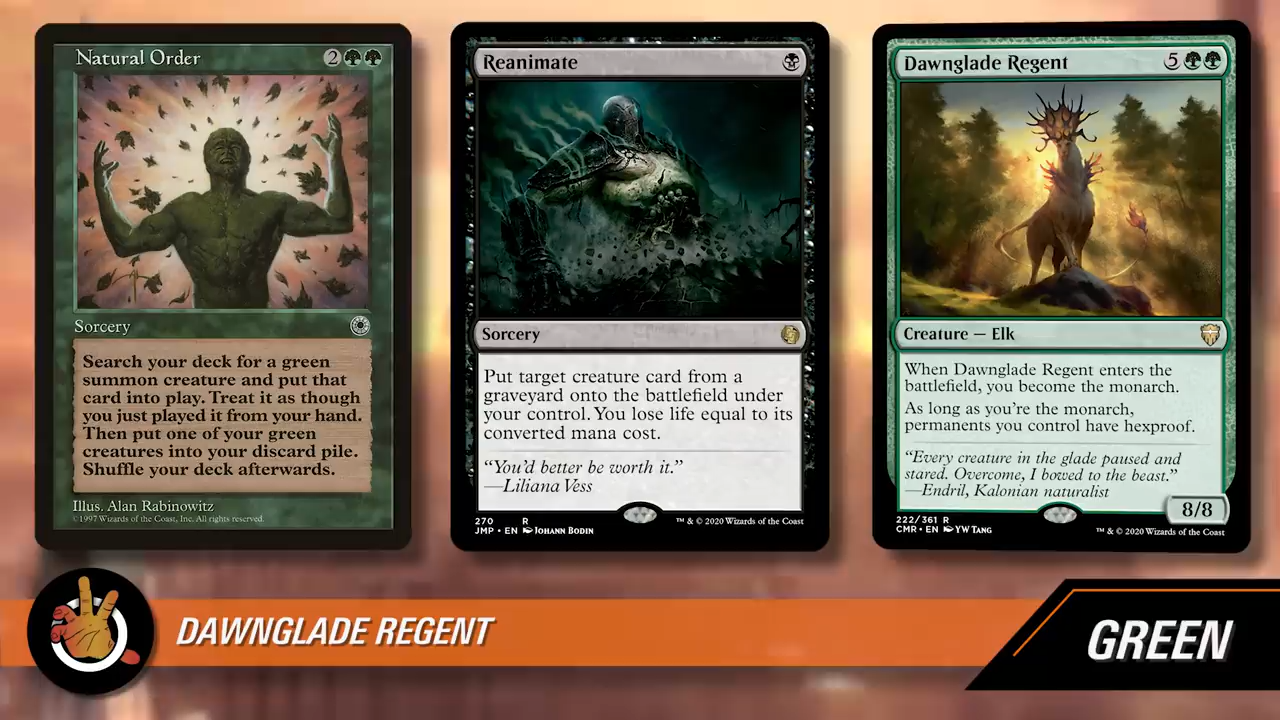 Natural Order 2
Sorcery
Search your deck for a green
summon creature and put that
card into play. Treat it as though
you just played it from your hand.
Then put one of your green
creatures into your discard pile.
Shuffle your deck afterwards.
Illus. Alan Rabinowitz
©1997 Wizards of the Coast, Inc. All rights reserved.
Reanimate
Sorcery
Put target creature card from a
graveyard onto the battlefield under
your control. You lose life equal to its
converted mana cost.
“You’d better be worth it.”
—Liliana Vess
270 R
JMP • EN Johann Bodin
™ & © 2020 Wizards of the Coast
Dawnglade Regent 5
Creature — Elk
When Dawnglade Regent enters the
battlefield, you become the monarch.
As long as you’re the monarch,
permanents you control have hexproof.
“Every creature in the glade paused and
stared. Overcome, I bowed to the beast.”
—Endril, Kalonian naturalist
8/8
222/361 R
CMR • EN YW Tang
™ & © 2020 Wizards of the Coast
DAWNGLADE REGENT
GREEN